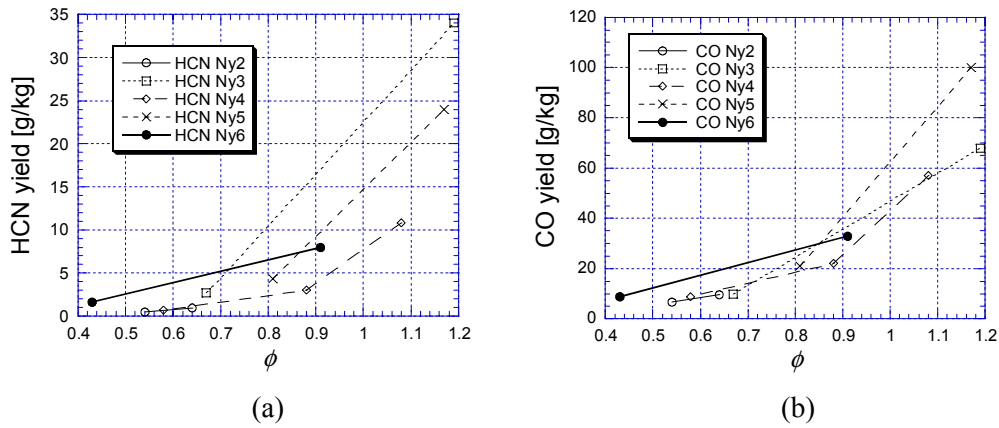 HCN yield [g/kg]
35
30
25
20
15
10
5
0
HCN Ny2
HCN Ny3
HCN Ny4
HCN Ny5
HCN Ny6
0.4 0.5 0.6 0.7 0.8 0.9 1 1.1 1.2
ϕ
(a)
CO yield [g/kg]
120
100
80
60
40
20
0
CO Ny2
CO Ny3
CO Ny4
CO Ny5
CO Ny6
0.4 0.5 0.6 0.7 0.8 0.9 1 1.1 1.2
ϕ
(b)